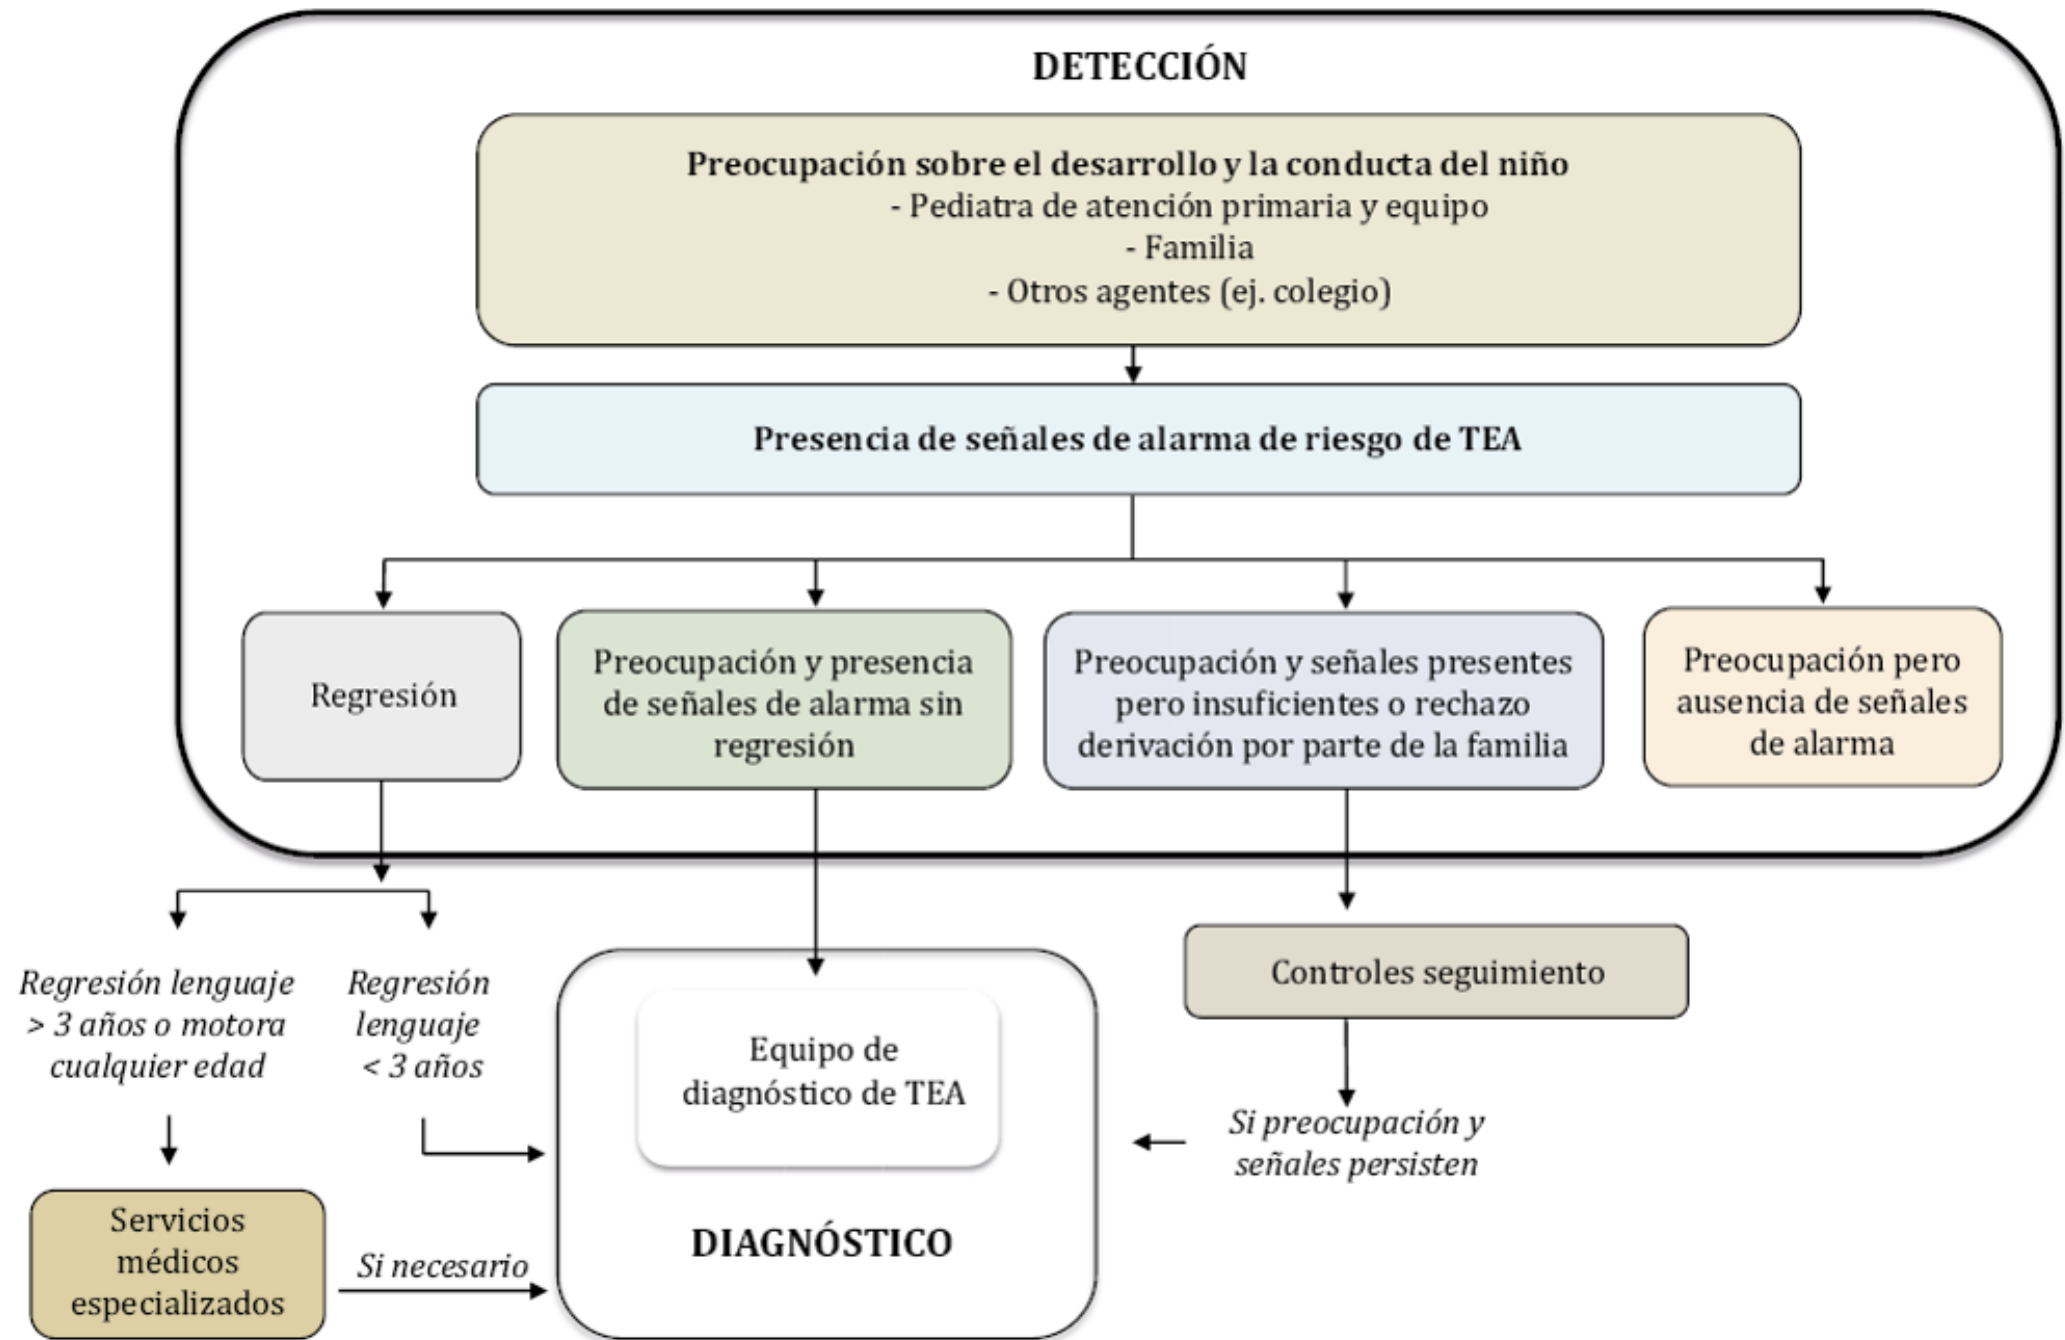 DETECCIÓN
Preocupación sobre el desarrollo y la conducta del niño
- Pediatra de atención primaria y equipo
- Familia
- Otros agentes (ej. colegio)
Presencia de señales de alarma de riesgo de TEA
Regresión
Preocupación y presencia
de señales de alarma sin
regresión
Preocupación y señales presentes
pero insuficientes o rechazo
derivación por parte de la familia
Preocupación pero
ausencia de señales
de alarma
Regresión lenguaje
> 3 años o motora
cualquier edad
Regresión
lenguaje
< 3 años
Equipo de
diagnóstico de TEA
DIAGNÓSTICO
Controles seguimiento
Si preocupación y
señales persisten
Servicios
médicos
especializados
Si necesario